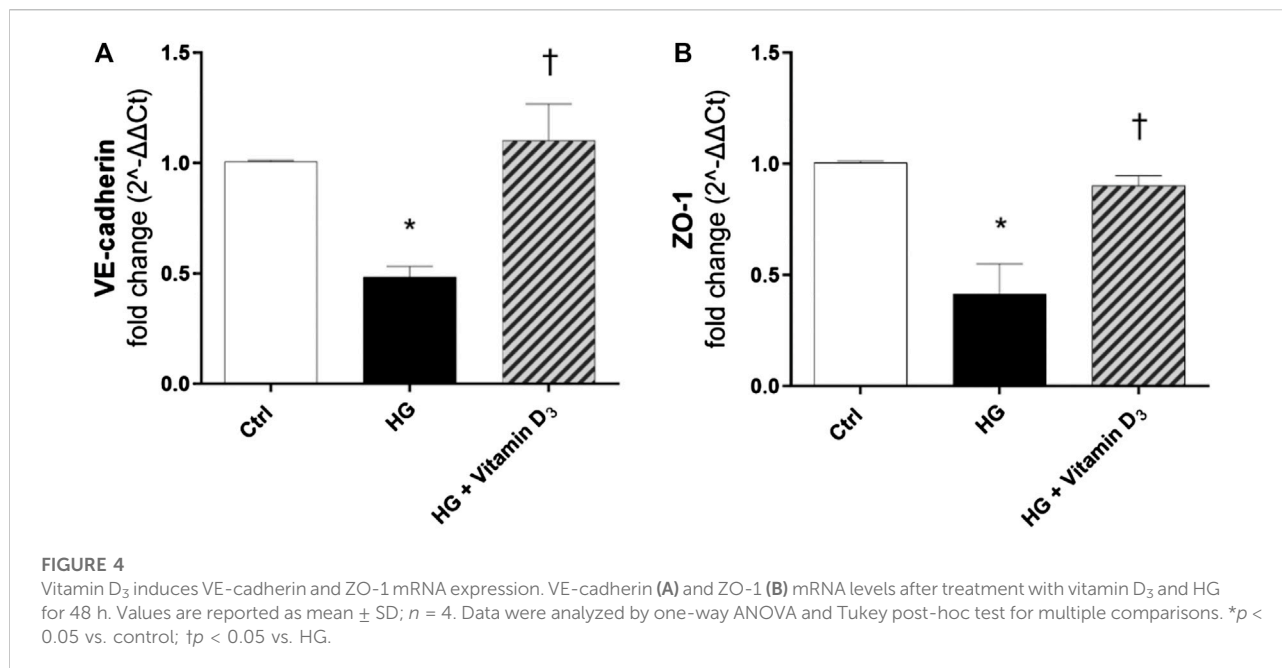 A
VE-cadherin
fold change (2^-ΔΔCt)
1.5
1.0
0.5
0.0
*
†
Ctrl
HG
HG + Vitamin D₃
B
ZO-1
fold change (2^-ΔΔCt)
1.5
1.0
0.5
0.0
*
†
Ctrl
HG
HG + Vitamin D₃
FIGURE 4
Vitamin D₃ induces VE-cadherin and ZO-1 mRNA expression. VE-cadherin (A) and ZO-1 (B) mRNA levels after treatment with vitamin D₃ and HG
for 48 h. Values are reported as mean ± SD; n = 4. Data were analyzed by one-way ANOVA and Tukey post-hoc test for multiple comparisons. *p <
0.05 vs. control; †p < 0.05 vs. HG.